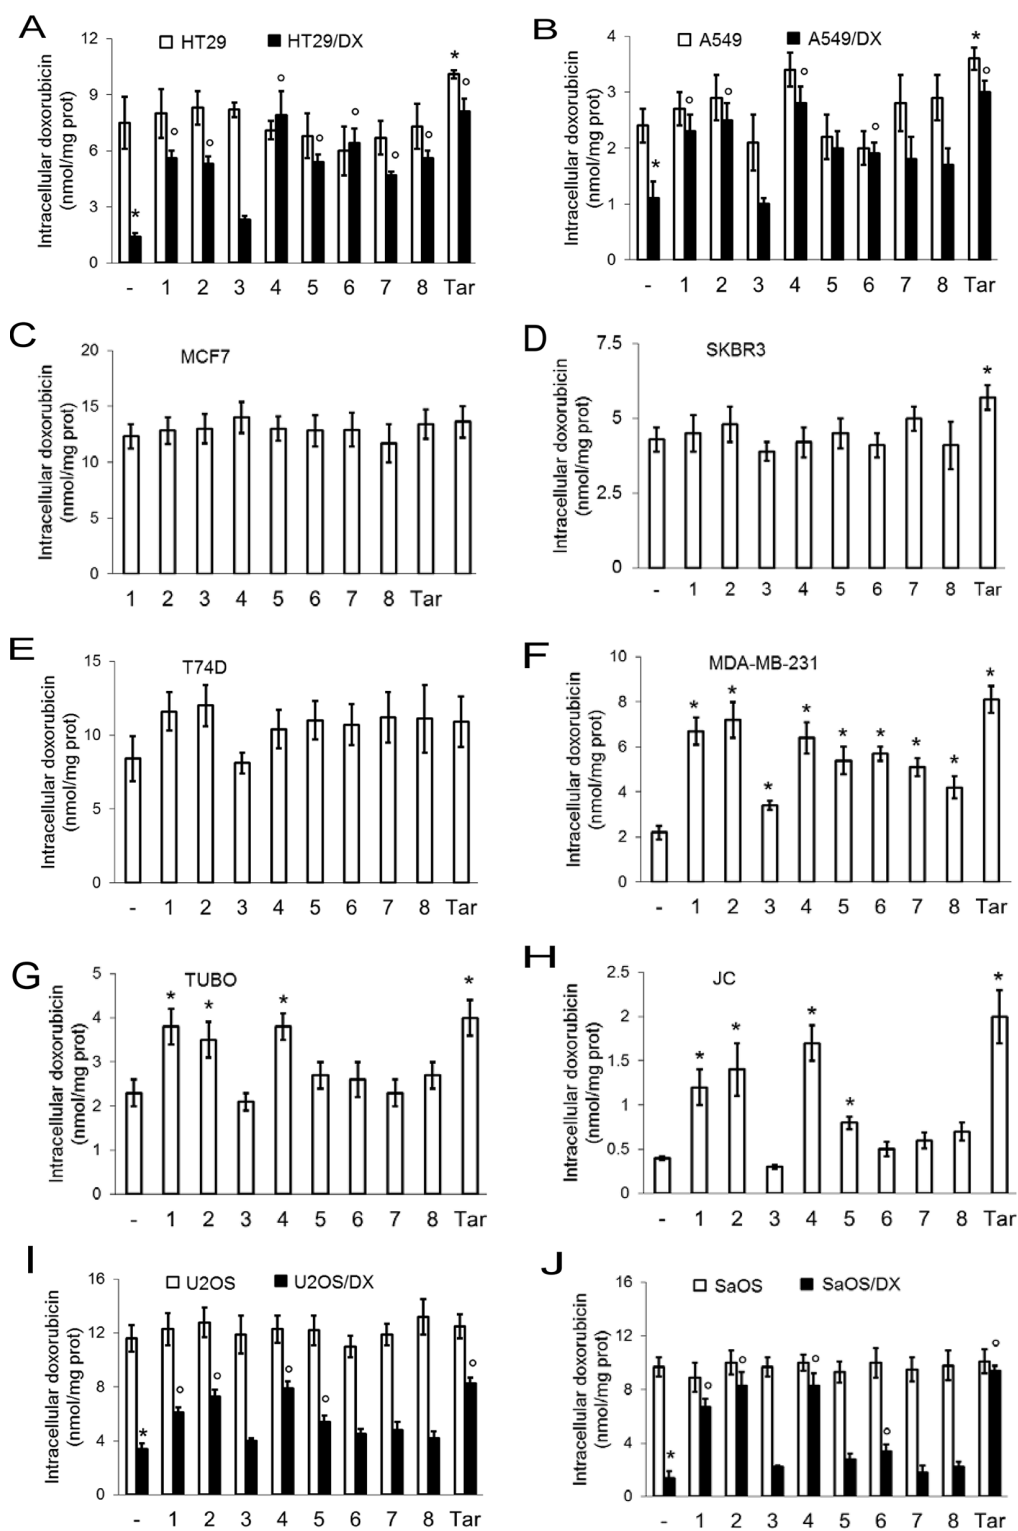 A
HT29 HT29/DX
Intracellular doxorubicin
(nmol/mg prot)
12
9
6
3
0
* ° ° ° ° ° ° ° * °
- 1 2 3 4 5 6 7 8 Tar
B
A549 A549/DX
Intracellular doxorubicin
(nmol/mg prot)
4
3
2
1
0
* ° ° ° ° * °
- 1 2 3 4 5 6 7 8 Tar
C
MCF7
Intracellular doxorubicin
(nmol/mg prot)
20
15
10
5
0
1 2 3 4 5 6 7 8 Tar
D
SKBR3
Intracellular doxorubicin
(nmol/mg prot)
7.5
5
2.5
0
*
- 1 2 3 4 5 6 7 8 Tar
E
T74D
Intracellular doxorubicin
(nmol/mg prot)
15
10
5
0
- 1 2 3 4 5 6 7 8 Tar
F
MDA-MB-231
Intracellular doxorubicin
(nmol/mg prot)
10
8
6
4
2
0
* * * * * * * * *
- 1 2 3 4 5 6 7 8 Tar
G
TUBO
Intracellular doxorubicin
(nmol/mg prot)
5
4
3
2
1
0
* * * *
- 1 2 3 4 5 6 7 8 Tar
H
JC
Intracellular doxorubicin
(nmol/mg prot)
2.5
2
1.5
1
0.5
0
* * * * *
- 1 2 3 4 5 6 7 8 Tar
I
U2OS U2OS/DX
Intracellular doxorubicin
(nmol/mg prot)
16
12
8
4
0
* ° ° ° ° °
- 1 2 3 4 5 6 7 8 Tar
J
SaOS SaOS/DX
Intracellular doxorubicin
(nmol/mg prot)
16
12
8
4
0
* ° ° ° ° °
- 1 2 3 4 5 6 7 8 Tar